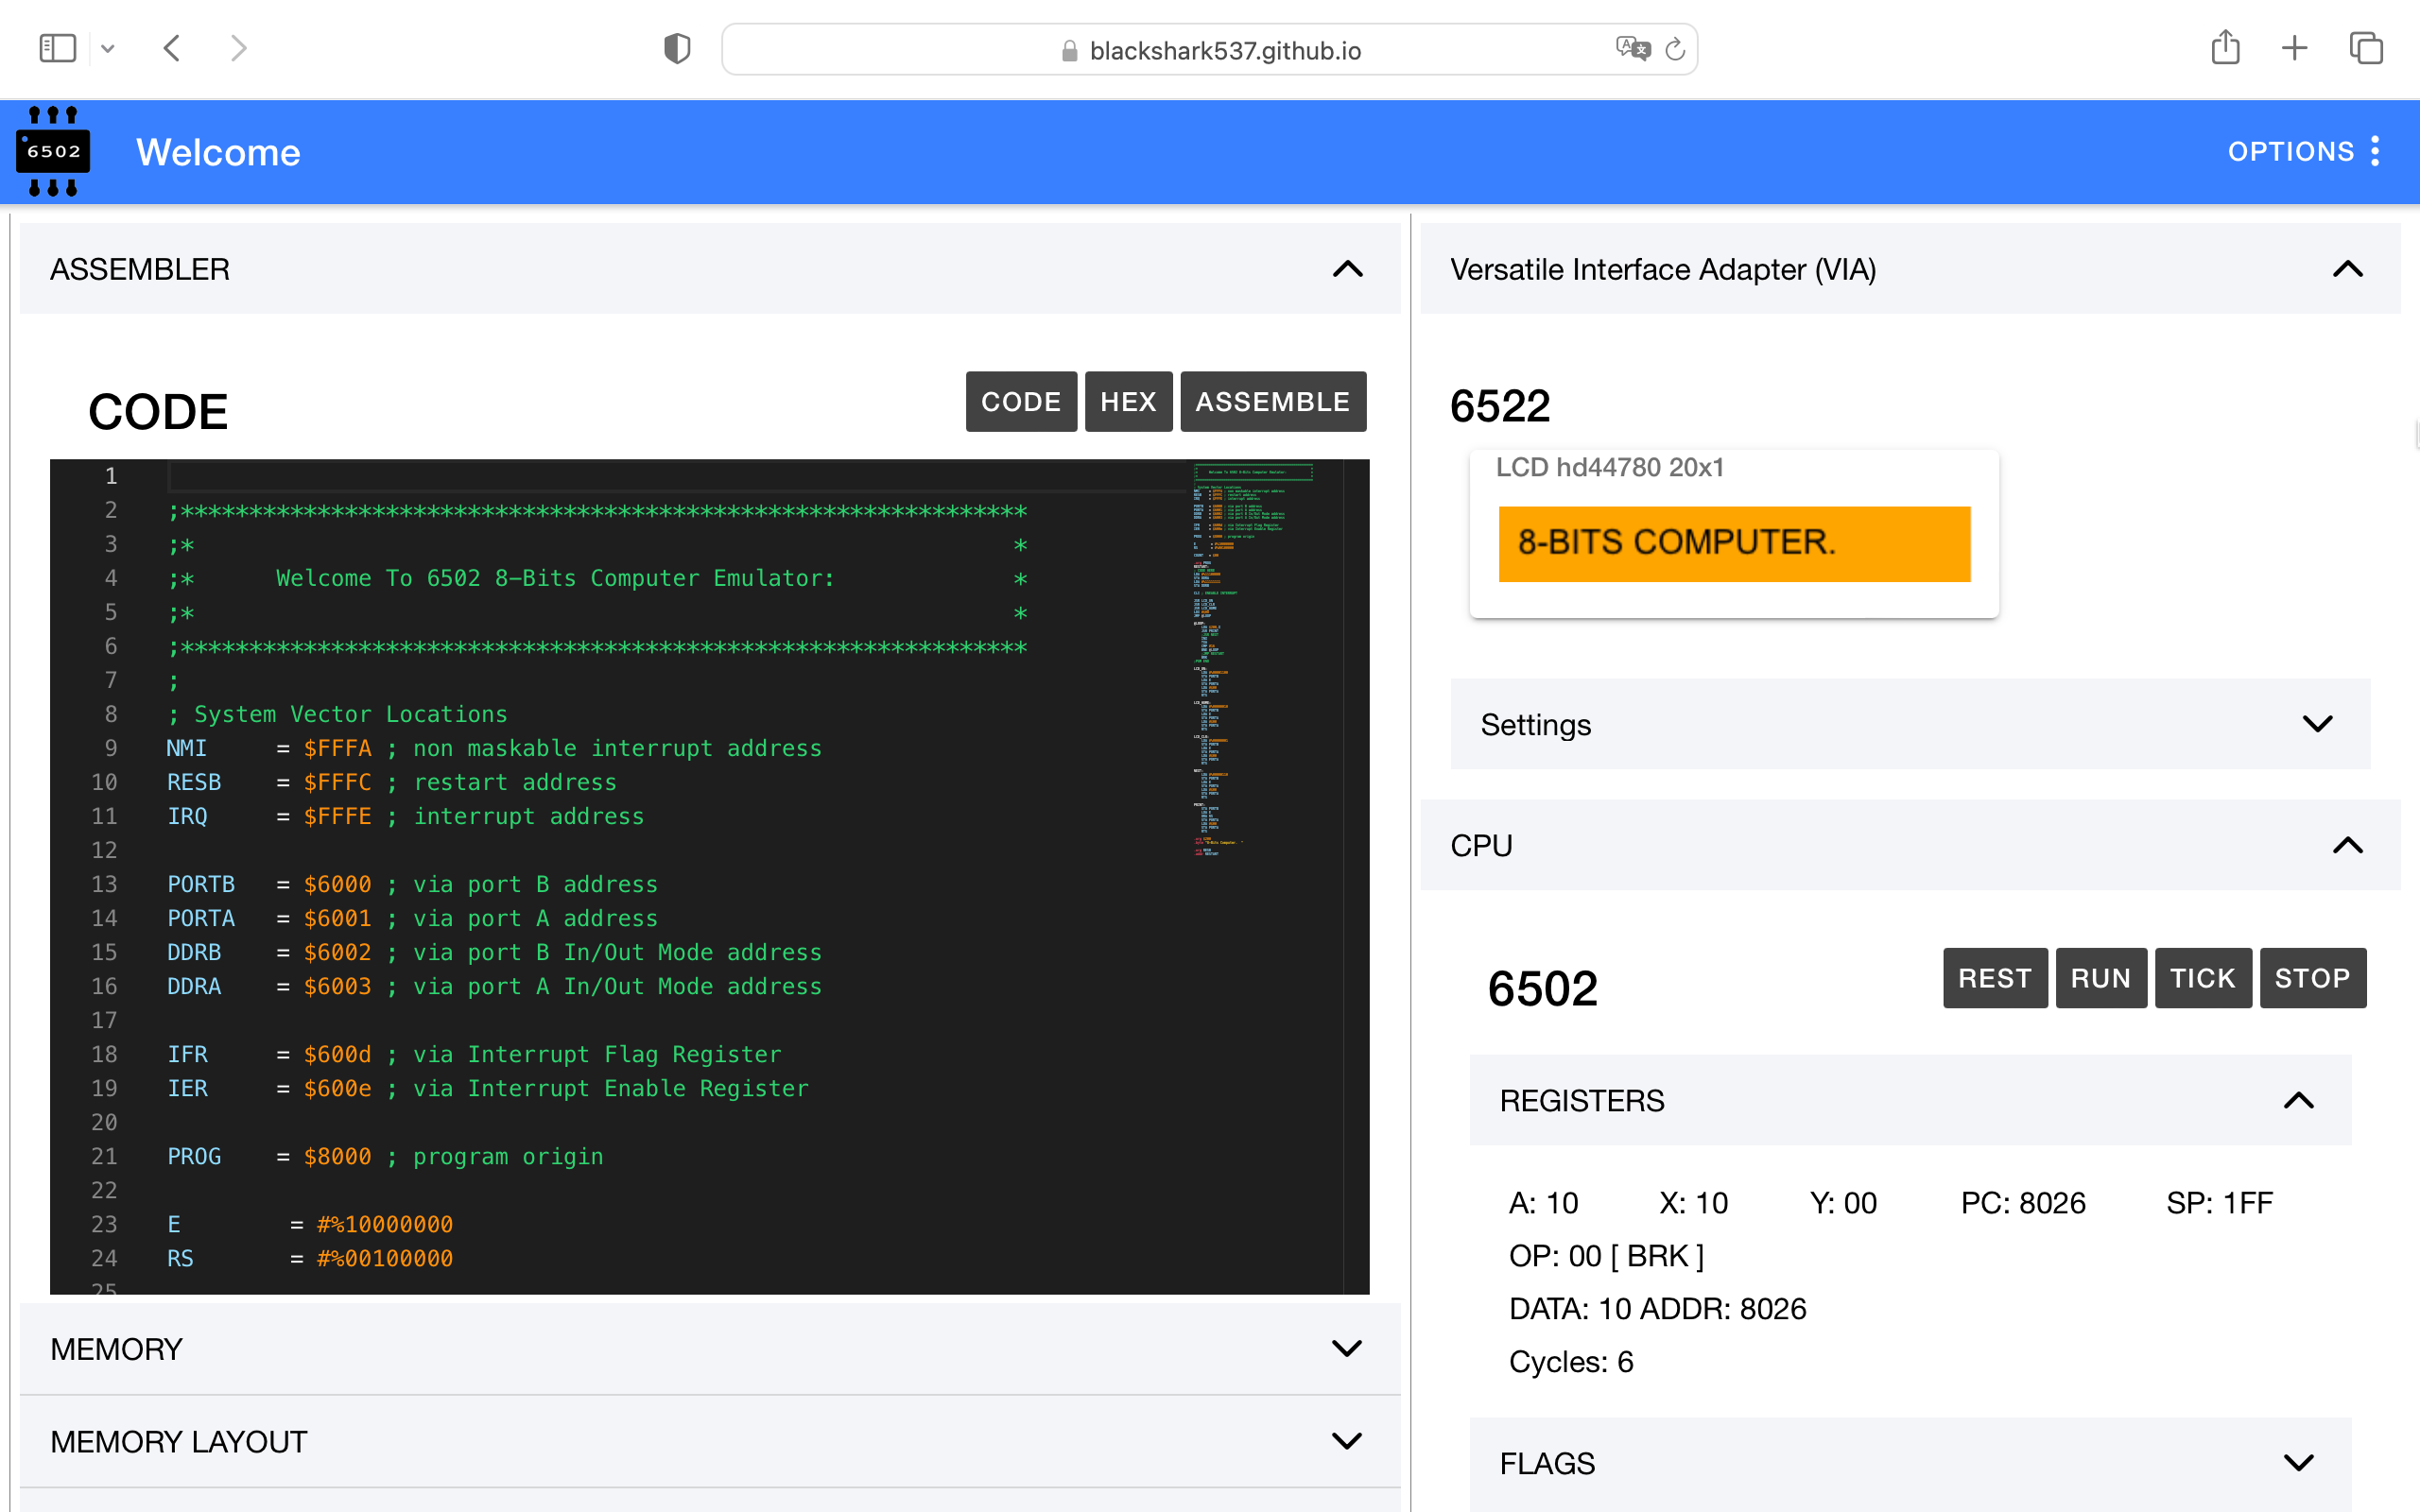 blackshark537.github.io
6502
Welcome
OPTIONS
ASSEMBLER
CODE
CODE HEX ASSEMBLE
1
2 ;**************************************************************
3 ;* *
4 ;* Welcome To 6502 8-Bits Computer Emulator: *
5 ;* *
6 ;**************************************************************
7 ;
8 ; System Vector Locations
9 NMI = $FFFA ; non maskable interrupt address
10 RESB = $FFFC ; restart address
11 IRQ = $FFFE ; interrupt address
12
13 PORTB = $6000 ; via port B address
14 PORTA = $6001 ; via port A address
15 DDRB = $6002 ; via port B In/Out Mode address
16 DDRA = $6003 ; via port A In/Out Mode address
17
18 IFR = $600d ; via Interrupt Flag Register
19 IER = $600e ; via Interrupt Enable Register
20
21 PROG = $8000 ; program origin
22
23 E = #%10000000
24 RS = #%00100000
25
MEMORY
MEMORY LAYOUT
Versatile Interface Adapter (VIA)
6522
LCD hd44780 20x1
8-BITS COMPUTER.
Settings
CPU
6502
REST RUN TICK STOP
REGISTERS
A: 10 X: 10 Y: 00 PC: 8026 SP: 1FF
OP: 00 [ BRK ]
DATA: 10 ADDR: 8026
Cycles: 6
FLAGS